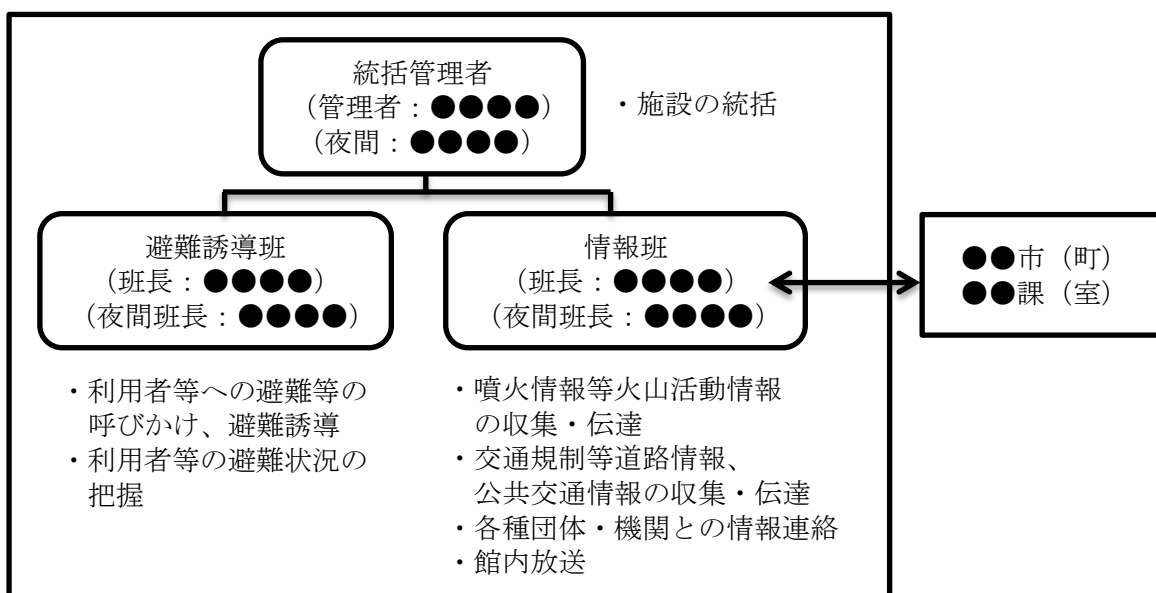 統括管理者
（管理者：●●●●）
（夜間：●●●●）
・施設の統括
避難誘導班
（班長：●●●●）
（夜間班長：●●●●）
情報班
（班長：●●●●）
（夜間班長：●●●●）
●●市（町）
●●課（室）
・利用者等への避難等の
呼びかけ、避難誘導
・利用者等の避難状況の
把握
・噴火情報等火山活動情報
の収集・伝達
・交通規制等道路情報、
公共交通情報の収集・伝達
・各種団体・機関との情報連絡
・館内放送